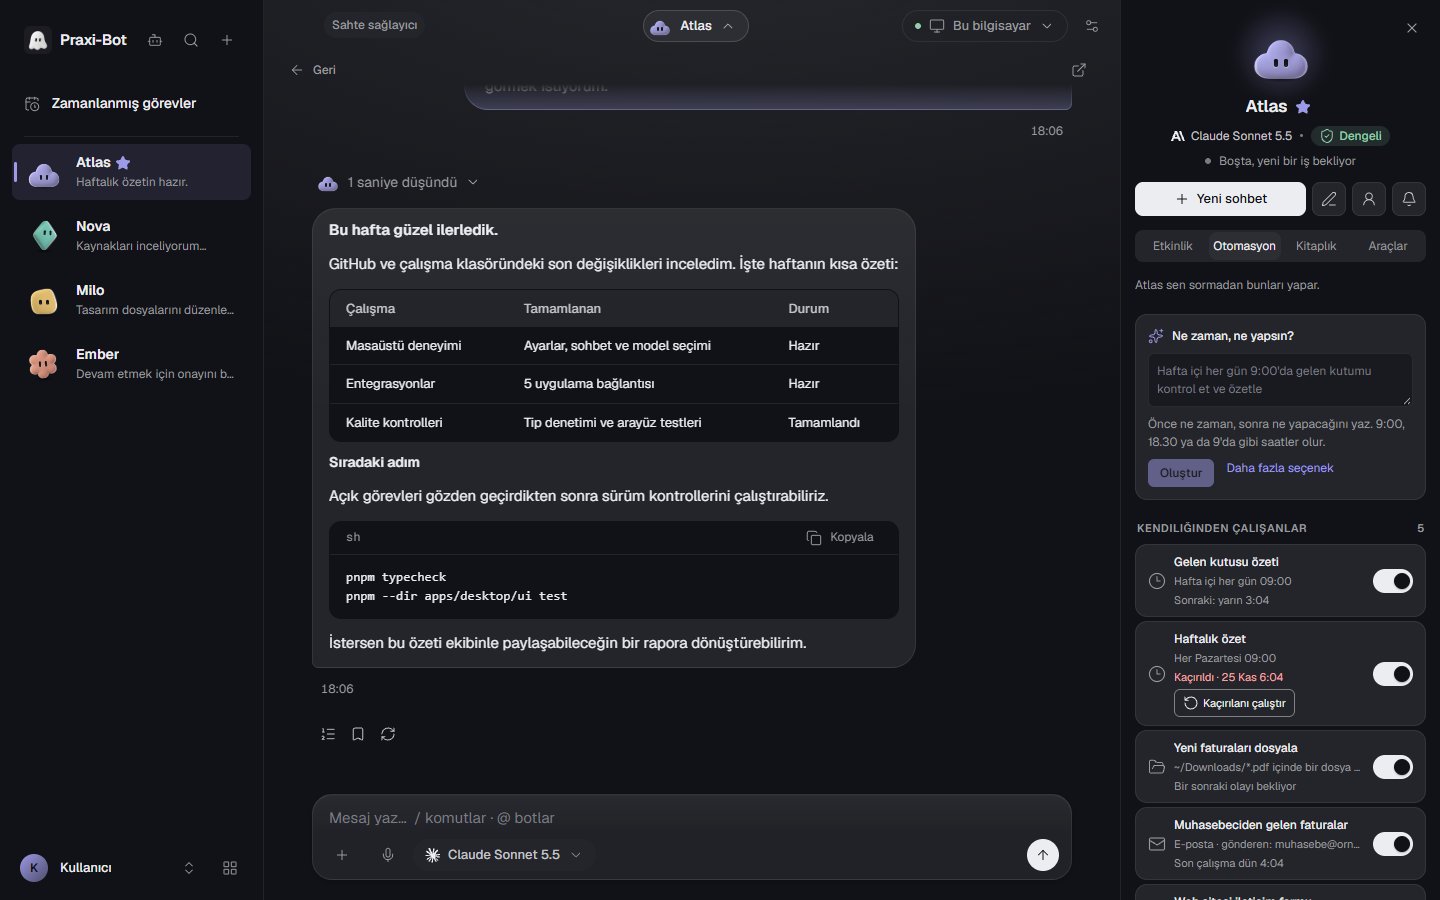 Praxi-Bot
Zamanlanmış görevler
Atlas
Haftalık özetin hazır.
Nova
Kaynakları inceliyorum...
Milo
Tasarım dosyalarını düzenle...
Ember
Devam etmek için onayını b...
K
Kullanıcı
Sahte sağlayıcı
Atlas
Bu bilgisayar
Geri
görmek istiyorum.
18:06
1 saniye düşündü
Bu hafta güzel ilerledik.
GitHub ve çalışma klasöründeki son değişiklikleri inceledim. İşte haftanın kısa özeti:
Çalışma Tamamlanan Durum
Masaüstü deneyimi Ayarlar, sohbet ve model seçimi Hazır
Entegrasyonlar 5 uygulama bağlantısı Hazır
Kalite kontrolleri Tip denetimi ve arayüz testleri Tamamlandı
Sıradaki adım
Açık görevleri gözden geçirdikten sonra sürüm kontrollerini çalıştırabiliriz.
sh Kopyala
pnpm typecheck
pnpm --dir apps/desktop/ui test
İstersen bu özeti ekibinle paylaşabileceğin bir rapora dönüştürebilirim.
18:06
Mesaj yaz... / komutlar · @ botlar
Claude Sonnet 5.5
Atlas
Claude Sonnet 5.5 • Dengeli
Boşta, yeni bir iş bekliyor
Yeni sohbet
Etkinlik Otomasyon Kitaplık Araçlar
Atlas sen sormadan bunları yapar.
Ne zaman, ne yapsın?
Hafta içi her gün 9:00'da gelen kutumu
kontrol et ve özetle
Önce ne zaman, sonra ne yapacağını yaz. 9:00,
18.30 ya da 9'da gibi saatler olur.
Oluştur Daha fazla seçenek
KENDİLİĞİNDEN ÇALIŞANLAR 5
Gelen kutusu özeti
Hafta içi her gün 09:00
Sonraki: yarın 3:04
Haftalık özet
Her Pazartesi 09:00
Kaçırıldı · 25 Kas 6:04
Kaçırılanı çalıştır
Yeni faturaları dosyala
~/Downloads/*.pdf içinde bir dosya ...
Bir sonraki olayı bekliyor
Muhasebeciden gelen faturalar
E-posta · gönderen: muhasebe@orn...
Son çalışma dün 4:04